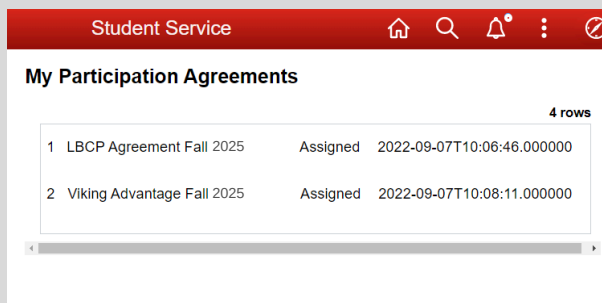 Student Service
My Participation Agreements
4 rows
1 LBCP Agreement Fall 2025 Assigned 2022-09-07T10:06:46.000000
2 Viking Advantage Fall 2025 Assigned 2022-09-07T10:08:11.000000